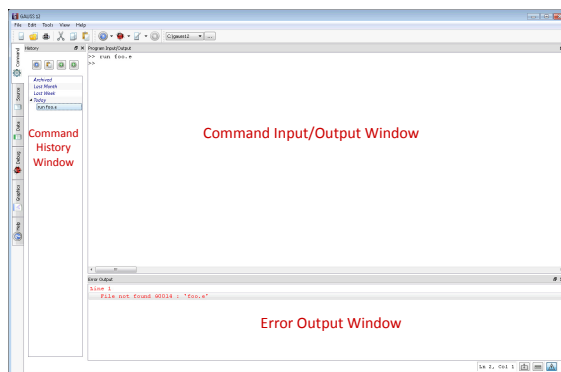 GAUSS 12
File Edit Tools View Help
C:\gauss12
History
Program Input/Output
>> run foo.e
>>
Command
Source
Data
Debug
Graphics
Help
Archived
Last Month
Last Week
Today
run foo.e
Command
History
Window
Command Input/Output Window
Error Output
Line 1
File not found G0014 : 'foo.e'
Error Output Window
Ln 2, Col 1